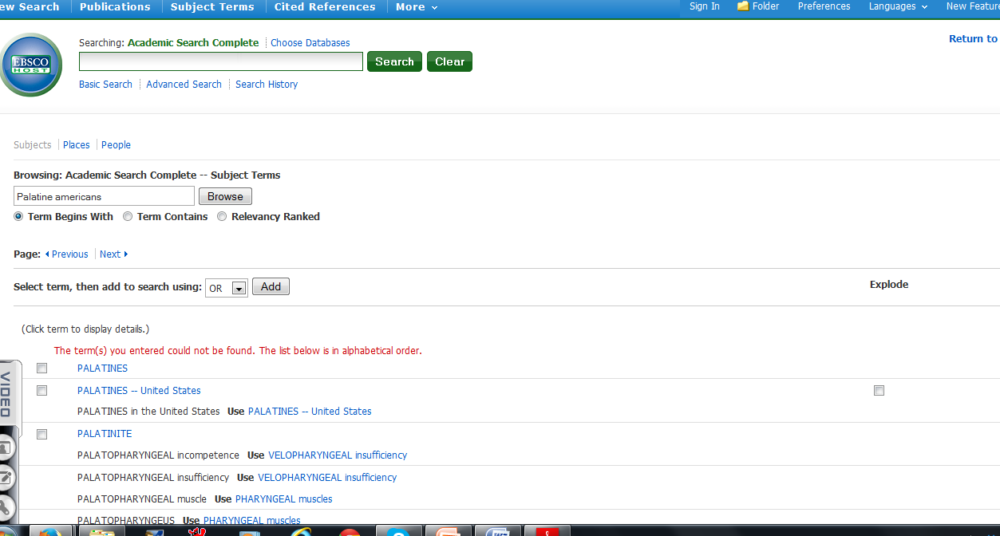 ew Search Publications Subject Terms Cited References More Sign In Folder Preferences Languages New Feature
Return to
EBSCO
HOST
Searching: Academic Search Complete Choose Databases
Search Clear
Basic Search Advanced Search Search History
Subjects Places People
Browsing: Academic Search Complete -- Subject Terms
Palatine americans Browse
Term Begins With Term Contains Relevancy Ranked
Page: Previous Next
Select term, then add to search using: OR Add Explode
(Click term to display details.)
The term(s) you entered could not be found. The list below is in alphabetical order.
PALATINES
PALATINES -- United States
PALATINES in the United States Use PALATINES -- United States
PALATINITE
PALATOPHARYNGEAL incompetence Use VELOPHARYNGEAL insufficiency
PALATOPHARYNGEAL insufficiency Use VELOPHARYNGEAL insufficiency
PALATOPHARYNGEAL muscle Use PHARYNGEAL muscles
PALATOPHARYNGEUS Use PHARYNGEAL muscles
VIDEO